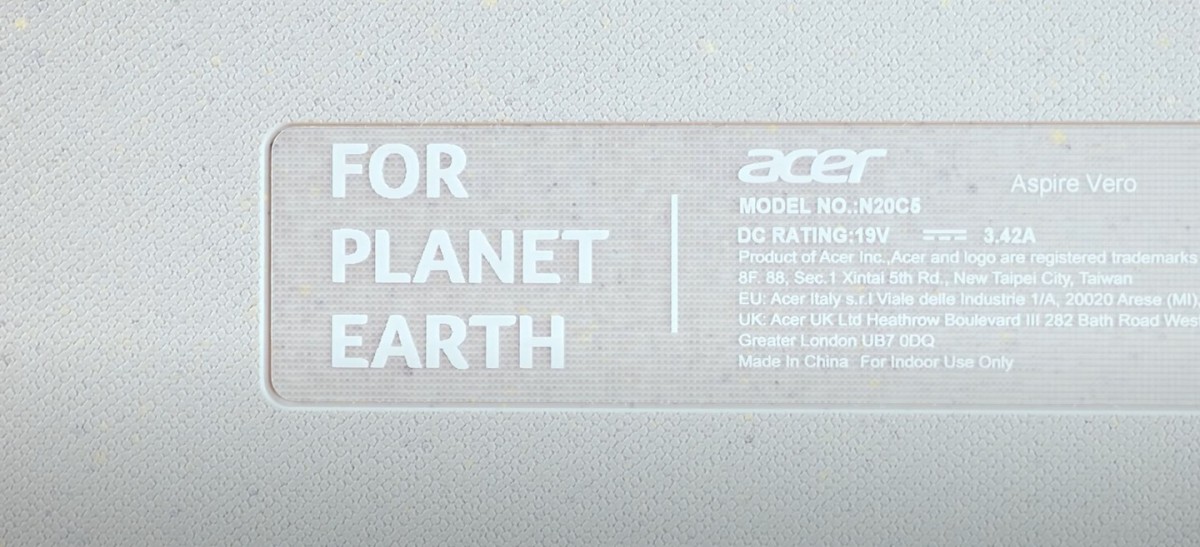 FOR
PLANET
EARTH
acer
Aspire Vero
MODEL NO.:N20C5
DC RATING:19V ⎓ 3.42A
Product of Acer Inc.,Acer and logo are registered trademarks
8F, 88, Sec.1 Xintai 5th Rd., New Taipei City, Taiwan
EU: Acer Italy s.r.l Viale delle Industrie 1/A, 20020 Arese (MI)
UK: Acer UK Ltd Heathrow Boulevard III 282 Bath Road Wes
Greater London UB7 0DQ
Made In China For Indoor Use Only